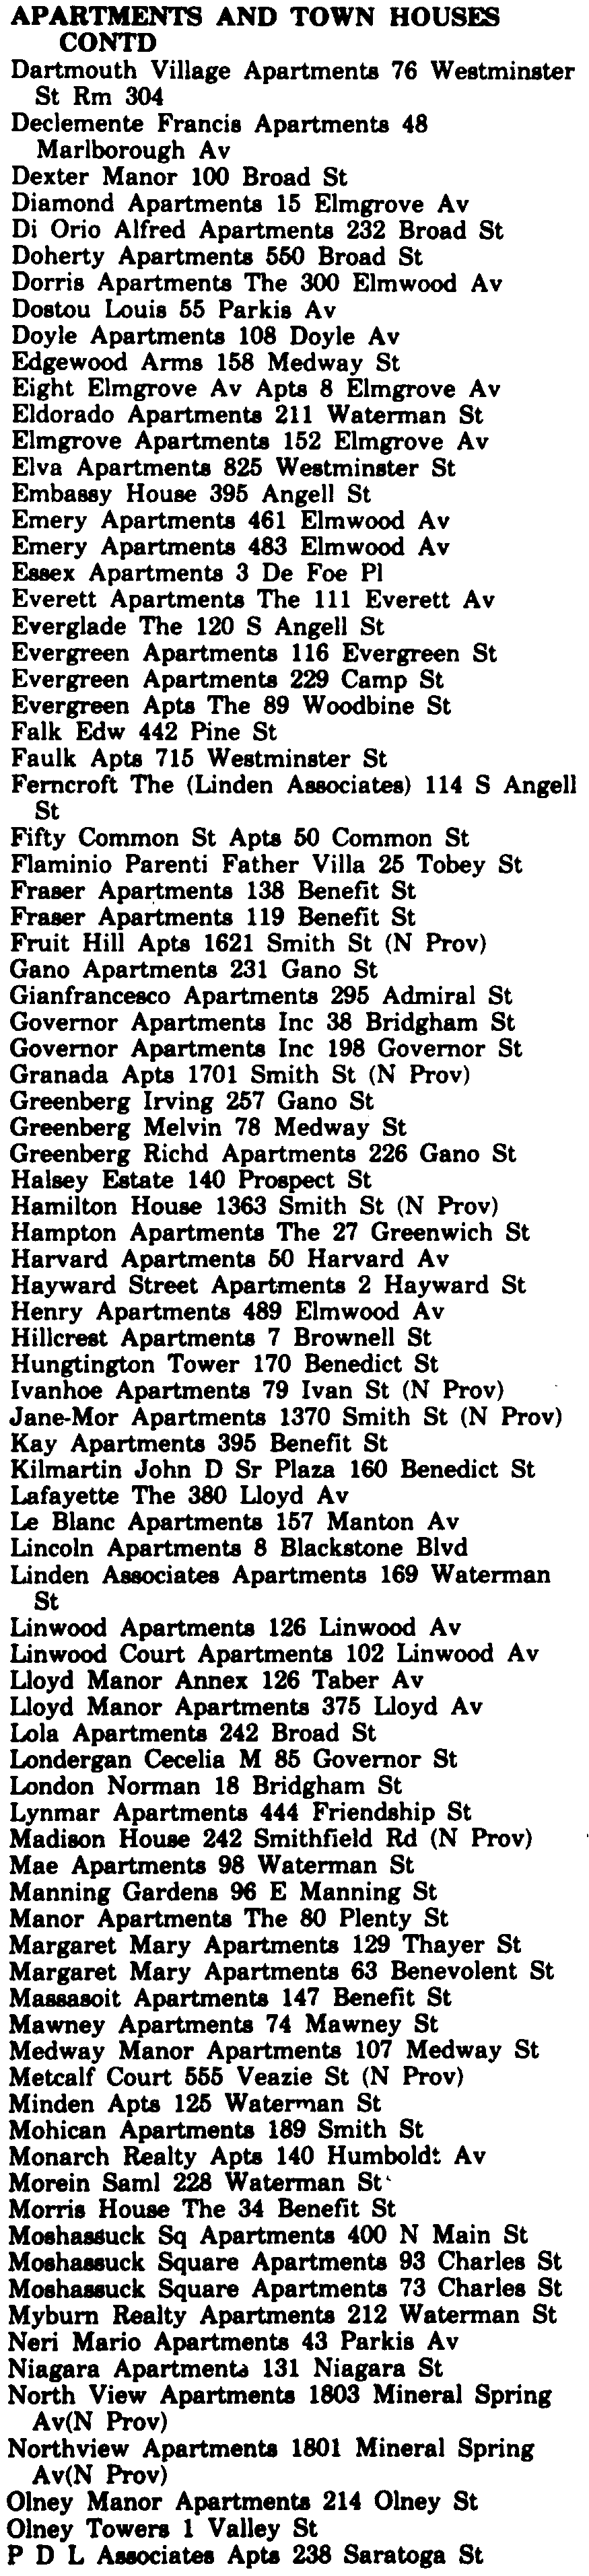 APARTMENTS AND TOWN HOUSES
CONTD
Dartmouth Village Apartments 76 Westminster
St Rm 304
Declemente Francis Apartments 48
Marlborough Av
Dexter Manor 100 Broad St
Diamond Apartments 15 Elmgrove Av
Di Orio Alfred Apartments 232 Broad St
Doherty Apartments 550 Broad St
Dorris Apartments The 300 Elmwood Av
Dostou Louis 55 Parkis Av
Doyle Apartments 108 Doyle Av
Edgewood Arms 158 Medway St
Eight Elmgrove Av Apts 8 Elmgrove Av
Eldorado Apartments 211 Waterman St
Elmgrove Apartments 152 Elmgrove Av
Elva Apartments 825 Westminster St
Embassy House 395 Angell St
Emery Apartments 461 Elmwood Av
Emery Apartments 483 Elmwood Av
Essex Apartments 3 De Foe Pl
Everett Apartments The 111 Everett Av
Everglade The 120 S Angell St
Evergreen Apartments 116 Evergreen St
Evergreen Apartments 229 Camp St
Evergreen Apts The 89 Woodbine St
Falk Edw 442 Pine St
Faulk Apts 715 Westminster St
Ferncroft The (Linden Associates) 114 S Angell
St
Fifty Common St Apts 50 Common St
Flaminio Parenti Father Villa 25 Tobey St
Fraser Apartments 138 Benefit St
Fraser Apartments 119 Benefit St
Fruit Hill Apts 1621 Smith St (N Prov)
Gano Apartments 231 Gano St
Gianfrancesco Apartments 295 Admiral St
Governor Apartments Inc 38 Bridgham St
Governor Apartments Inc 198 Governor St
Granada Apts 1701 Smith St (N Prov)
Greenberg Irving 257 Gano St
Greenberg Melvin 78 Medway St
Greenberg Richd Apartments 226 Gano St
Halsey Estate 140 Prospect St
Hamilton House 1363 Smith St (N Prov)
Hampton Apartments The 27 Greenwich St
Harvard Apartments 50 Harvard Av
Hayward Street Apartments 2 Hayward St
Henry Apartments 489 Elmwood Av
Hillcrest Apartments 7 Brownell St
Hungtington Tower 170 Benedict St
Ivanhoe Apartments 79 Ivan St (N Prov)
Jane-Mor Apartments 1370 Smith St (N Prov)
Kay Apartments 395 Benefit St
Kilmartin John D Sr Plaza 160 Benedict St
Lafayette The 380 Lloyd Av
Le Blanc Apartments 157 Manton Av
Lincoln Apartments 8 Blackstone Blvd
Linden Associates Apartments 169 Waterman
St
Linwood Apartments 126 Linwood Av
Linwood Court Apartments 102 Linwood Av
Lloyd Manor Annex 126 Taber Av
Lloyd Manor Apartments 375 Lloyd Av
Lola Apartments 242 Broad St
Londergan Cecelia M 85 Governor St
London Norman 18 Bridgham St
Lynmar Apartments 444 Friendship St
Madison House 242 Smithfield Rd (N Prov)
Mae Apartments 98 Waterman St
Manning Gardens 96 E Manning St
Manor Apartments The 80 Plenty St
Margaret Mary Apartments 129 Thayer St
Margaret Mary Apartments 63 Benevolent St
Massasoit Apartments 147 Benefit St
Mawney Apartments 74 Mawney St
Medway Manor Apartments 107 Medway St
Metcalf Court 555 Veazie St (N Prov)
Minden Apts 125 Waterman St
Mohican Apartments 189 Smith St
Monarch Realty Apts 140 Humboldt Av
Morein Saml 228 Waterman St
Morris House The 34 Benefit St
Moshassuck Sq Apartments 400 N Main St
Moshassuck Square Apartments 93 Charles St
Moshassuck Square Apartments 73 Charles St
Myburn Realty Apartments 212 Waterman St
Neri Mario Apartments 43 Parkis Av
Niagara Apartments 131 Niagara St
North View Apartments 1803 Mineral Spring
Av(N Prov)
Northview Apartments 1801 Mineral Spring
Av(N Prov)
Olney Manor Apartments 214 Olney St
Olney Towers 1 Valley St
P D L Associates Apts 238 Saratoga St